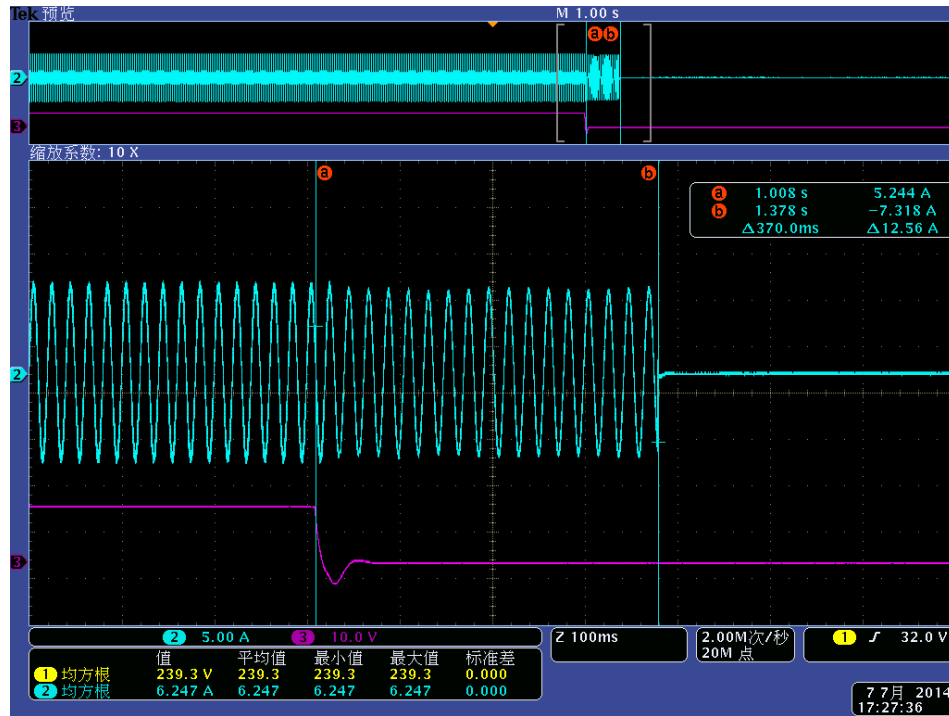 Tek 预览 M 1.00 s
a b
2
3
缩放系数: 10 X
a b
a 1.008 s 5.244 A
b 1.378 s -7.318 A
Δ370.0ms Δ12.56 A
2
3
2 5.00 A 3 10.0 V
Z 100ms
2.00M次/秒
20M 点
1 32.0 V
值 平均值 最小值 最大值 标准差
1 均方根 239.3 V 239.3 239.3 239.3 0.000
2 均方根 6.247 A 6.247 6.247 6.247 0.000
7 7月 2014
17:27:36